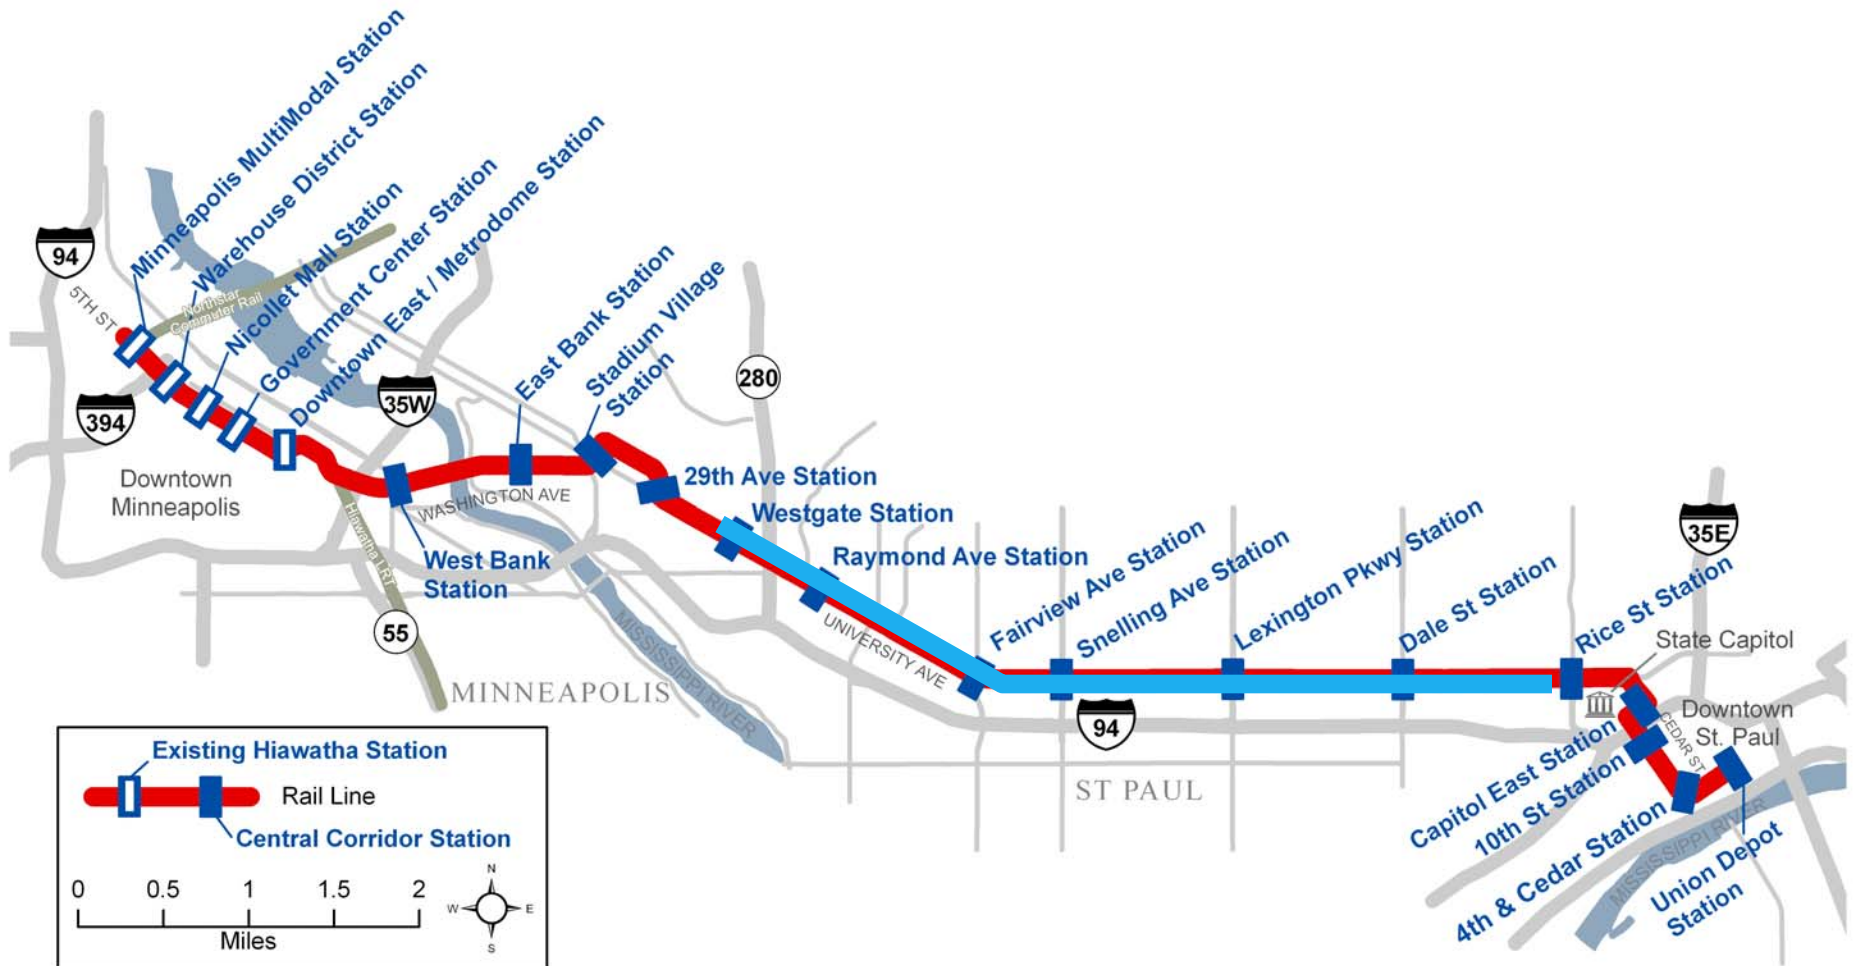 Minneapolis MultiModal Station
Warehouse District Station
Nicollet Mall Station
Government Center Station
Downtown East / Metrodome Station
East Bank Station
Stadium Village
Station
94
5TH ST
Northstar
Commuter Rail
35W
280
394
Downtown
Minneapolis
WASHINGTON AVE
29th Ave Station
Westgate Station
Raymond Ave Station
Fairview Ave Station
Snelling Ave Station
Lexington Pkwy Station
Dale St Station
Rice St Station
35E
Hiawatha LRT
West Bank
Station
55
MISSISSIPPI RIVER
UNIVERSITY AVE
State Capitol
MINNEAPOLIS
94
CEDAR ST
Downtown
St. Paul
ST PAUL
Capitol East Station
10th St Station
4th & Cedar Station
MISSISSIPPI RIVER
Union Depot
Station
Existing Hiawatha Station
Rail Line
Central Corridor Station
0 0.5 1 1.5 2
Miles
N
W E
S